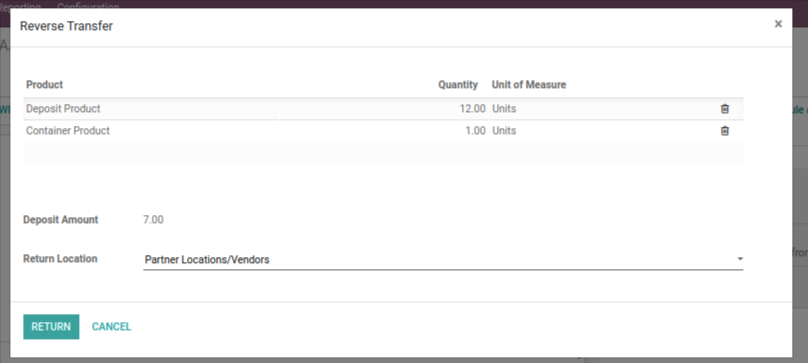 Reporting Configuration
Reverse Transfer ×
Product Quantity Unit of Measure
Deposit Product 12.00 Units
Container Product 1.00 Units
Deposit Amount 7.00
Return Location Partner Locations/Vendors
RETURN CANCEL